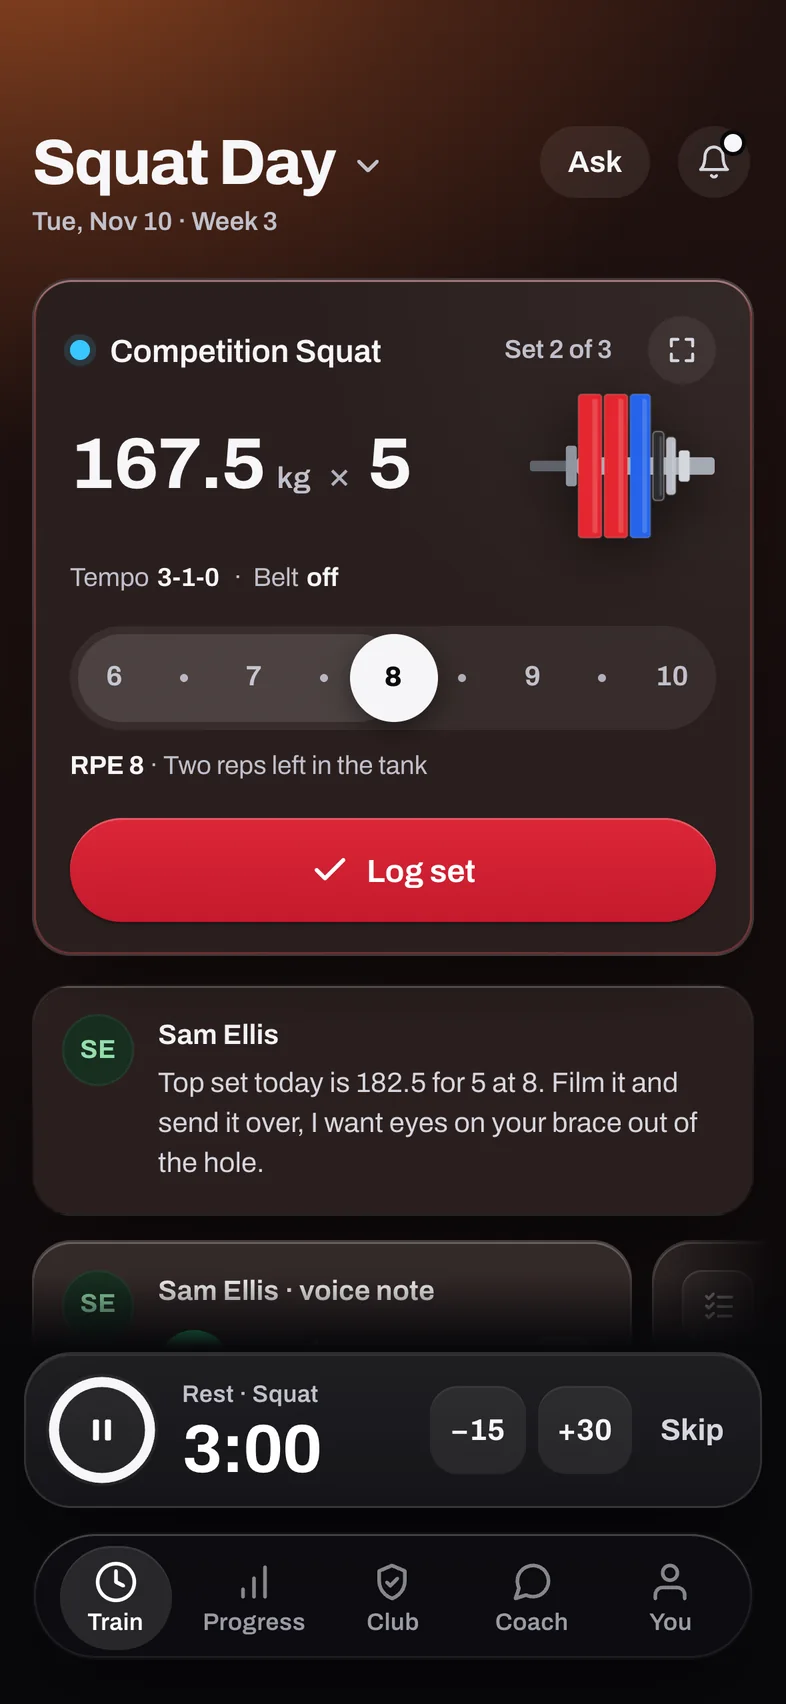 Squat Day
Ask
Tue, Nov 10 · Week 3
Competition Squat
Set 2 of 3
167.5 kg × 5
Tempo 3-1-0 · Belt off
6 • 7 • 8 • 9 • 10
RPE 8 · Two reps left in the tank
Log set
SE
Sam Ellis
Top set today is 182.5 for 5 at 8. Film it and
send it over, I want eyes on your brace out of
the hole.
SE
Sam Ellis · voice note
Rest · Squat
3:00
−15
+30
Skip
Train
Progress
Club
Coach
You